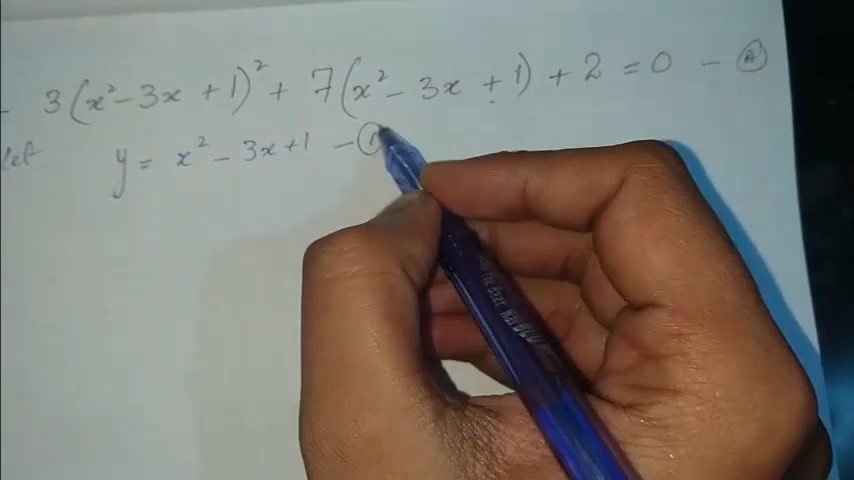 - 3(x² - 3x + 1)² + 7(x² - 3x + 1) + 2 = 0 - Ⓐ
let y = x² - 3x + 1 - ①